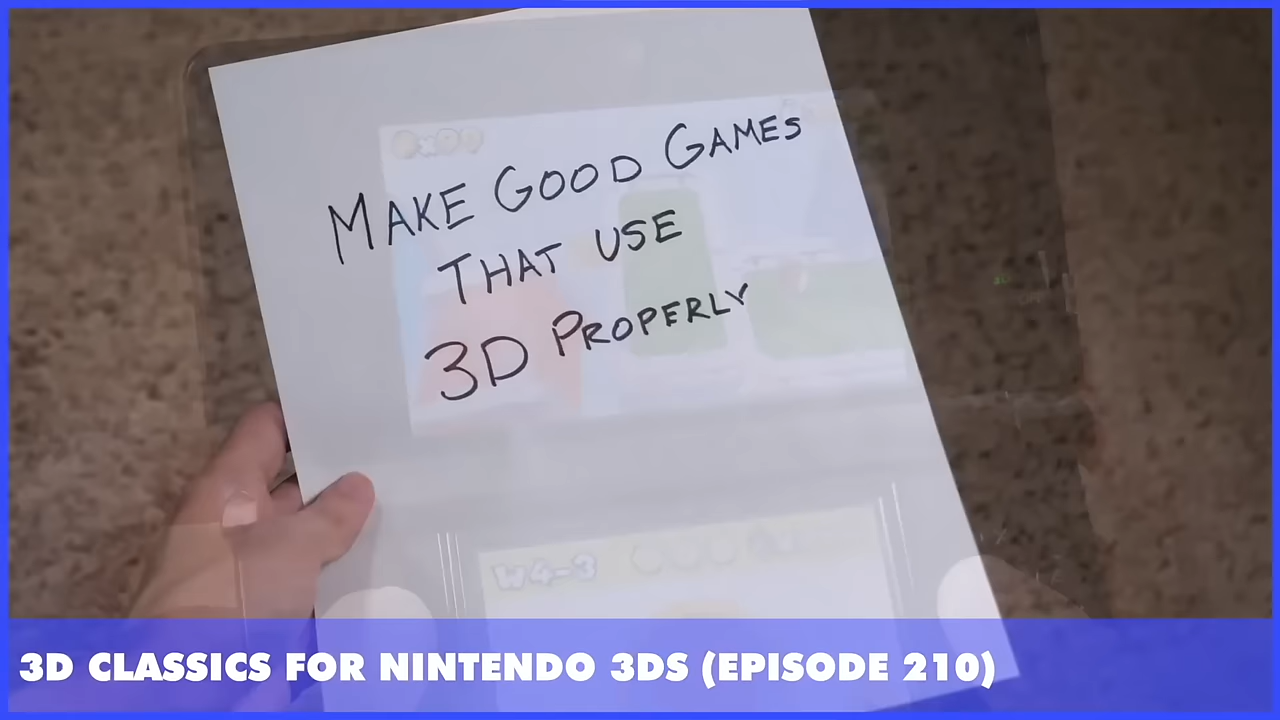 MAKE GOOD GAMES
THAT USE
3D PROPERLY
W4-3
3D CLASSICS FOR NINTENDO 3DS (EPISODE 210)